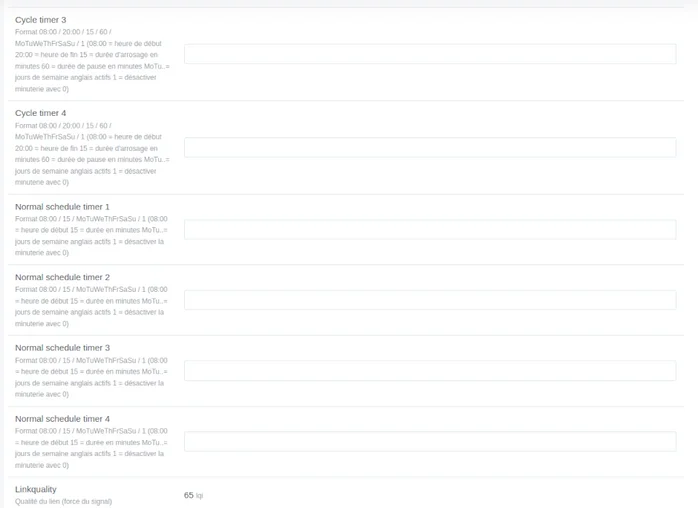 Cycle timer 3
Format 08:00 / 20:00 / 15 / 60 /
MoTuWeThFrSaSu / 1 (08:00 = heure de début
20:00 = heure de fin 15 = durée d'arrosage en
minutes 60 = durée de pause en minutes MoTu..=
jours de semaine anglais actifs 1 = désactiver
minuterie avec 0)
Cycle timer 4
Format 08:00 / 20:00 / 15 / 60 /
MoTuWeThFrSaSu / 1 (08:00 = heure de début
20:00 = heure de fin 15 = durée d'arrosage en
minutes 60 = durée de pause en minutes MoTu..=
jours de semaine anglais actifs 1 = désactiver
minuterie avec 0)
Normal schedule timer 1
Format 08:00 / 15 / MoTuWeThFrSaSu / 1 (08:00
= heure de début 15 = durée en minutes MoTu..=
jours de semaine anglais actifs 1 = désactiver la
minuterie avec 0)
Normal schedule timer 2
Format 08:00 / 15 / MoTuWeThFrSaSu / 1 (08:00
= heure de début 15 = durée en minutes MoTu..=
jours de semaine anglais actifs 1 = désactiver la
minuterie avec 0)
Normal schedule timer 3
Format 08:00 / 15 / MoTuWeThFrSaSu / 1 (08:00
= heure de début 15 = durée en minutes MoTu..=
jours de semaine anglais actifs 1 = désactiver la
minuterie avec 0)
Normal schedule timer 4
Format 08:00 / 15 / MoTuWeThFrSaSu / 1 (08:00
= heure de début 15 = durée en minutes MoTu..=
jours de semaine anglais actifs 1 = désactiver la
minuterie avec 0)
Linkquality
Qualité du lien (force du signal)
65 lqi